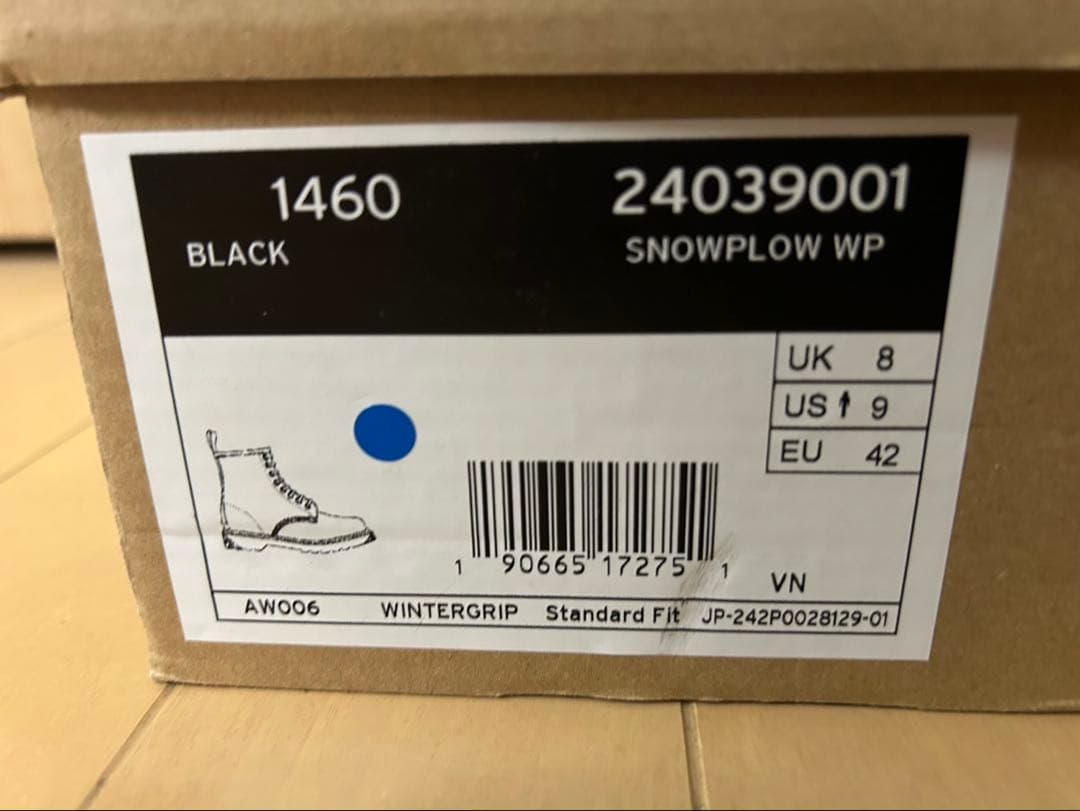 1460 24039001
BLACK SNOWPLOW WP
UK 8
US 9
EU 42
1 90665 17275 1
VN
AW006 WINTERGRIP Standard Fit JP-242P0028129-01